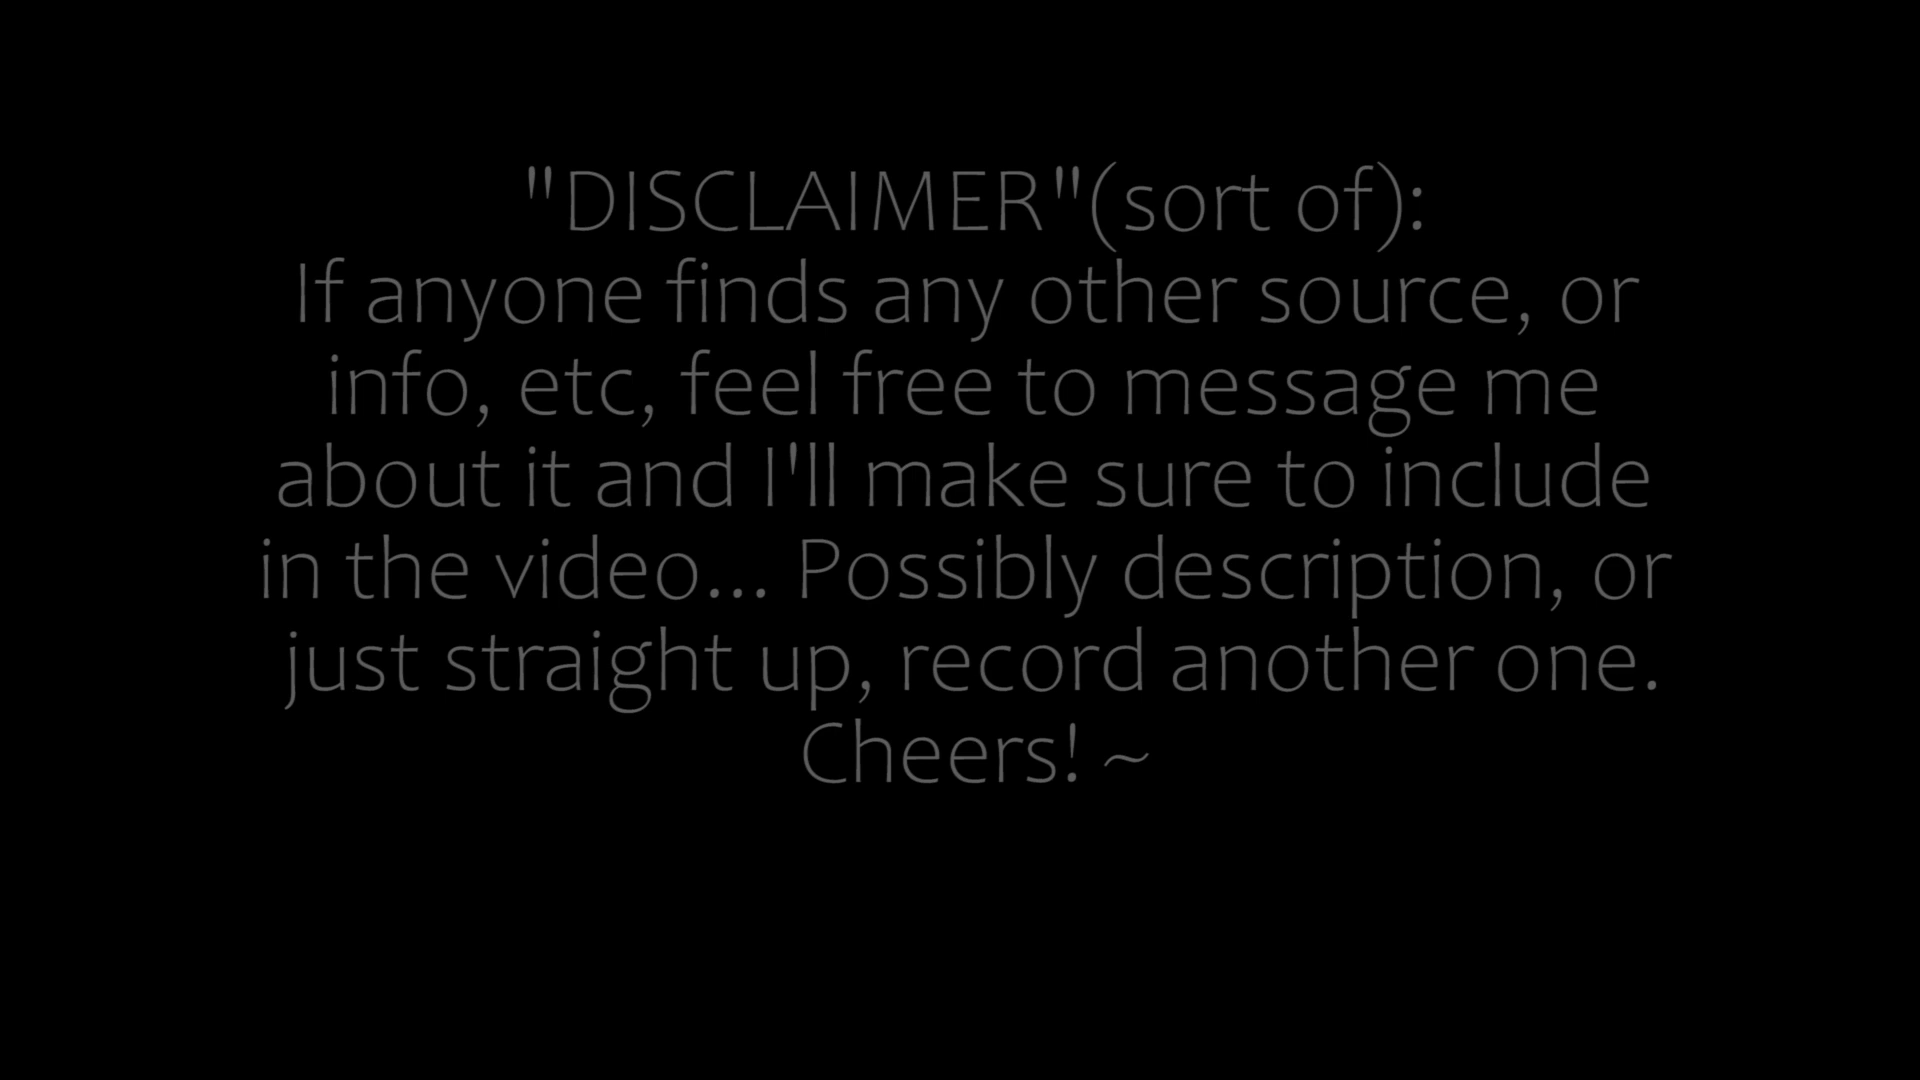 "DISCLAIMER"(sort of):
If anyone finds any other source, or
info, etc, feel free to message me
about it and I'll make sure to include
in the video... Possibly description, or
just straight up, record another one.
Cheers! ~